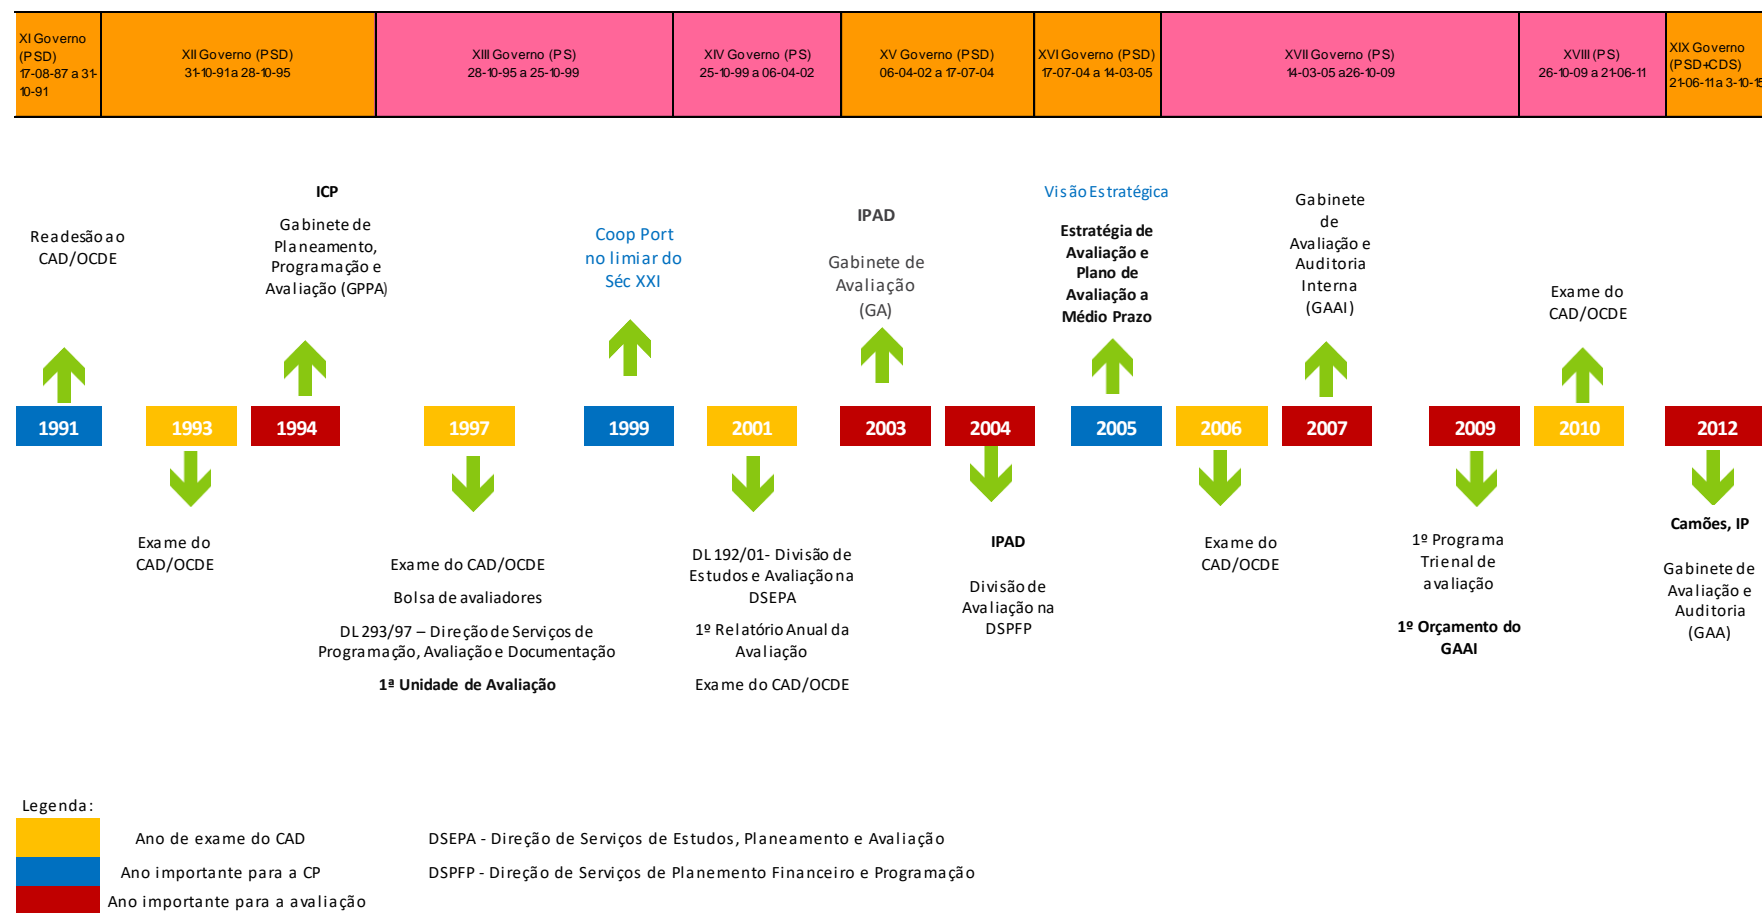 XI Governo
(PSD)
17-08-87 a 31-
10-91
XII Governo (PSD)
31-10-91 a 28-10-95
XIII Governo (PS)
28-10-95 a 25-10-99
XIV Governo (PS)
25-10-99 a 06-04-02
XV Governo (PSD)
06-04-02 a 17-07-04
XVI Governo (PSD)
17-07-04 a 14-03-05
XVII Governo (PS)
14-03-05 a26-10-09
XVIII (PS)
26-10-09 a 21-06-11
XIX Governo
(PSD+CDS)
21-06-11 a 3-10-15
Readesão ao
CAD/OCDE
ICP
Gabinete de
Planeamento,
Programação e
Avaliação (GPPA)
Coop Port
no limiar do
Séc XXI
IPAD
Gabinete de
Avaliação
(GA)
Visão Estratégica
Estratégia de
Avaliação e
Plano de
Avaliação a
Médio Prazo
Gabinete
de
Avaliação e
Auditoria
Interna
(GAAI)
Exame do
CAD/OCDE
1991
1993
1994
1997
1999
2001
2003
2004
2005
2006
2007
2009
2010
2012
Exame do
CAD/OCDE
Exame do CAD/OCDE
Bolsa de avaliadores
DL 293/97 – Direção de Serviços de
Programação, Avaliação e Documentação
1ª Unidade de Avaliação
DL 192/01- Divisão de
Estudos e Avaliação na
DSEPA
1º Relatório Anual da
Avaliação
Exame do CAD/OCDE
IPAD
Divisão de
Avaliação na
DSPFP
Exame do
CAD/OCDE
1º Programa
Trienal de
avaliação
1º Orçamento do
GAAI
Camões, IP
Gabinete de
Avaliação e
Auditoria
(GAA)
Legenda:
Ano de exame do CAD
DSEPA - Direção de Serviços de Estudos, Planeamento e Avaliação
Ano importante para a CP
DSPFP - Direção de Serviços de Planemento Financeiro e Programação
Ano importante para a avaliação